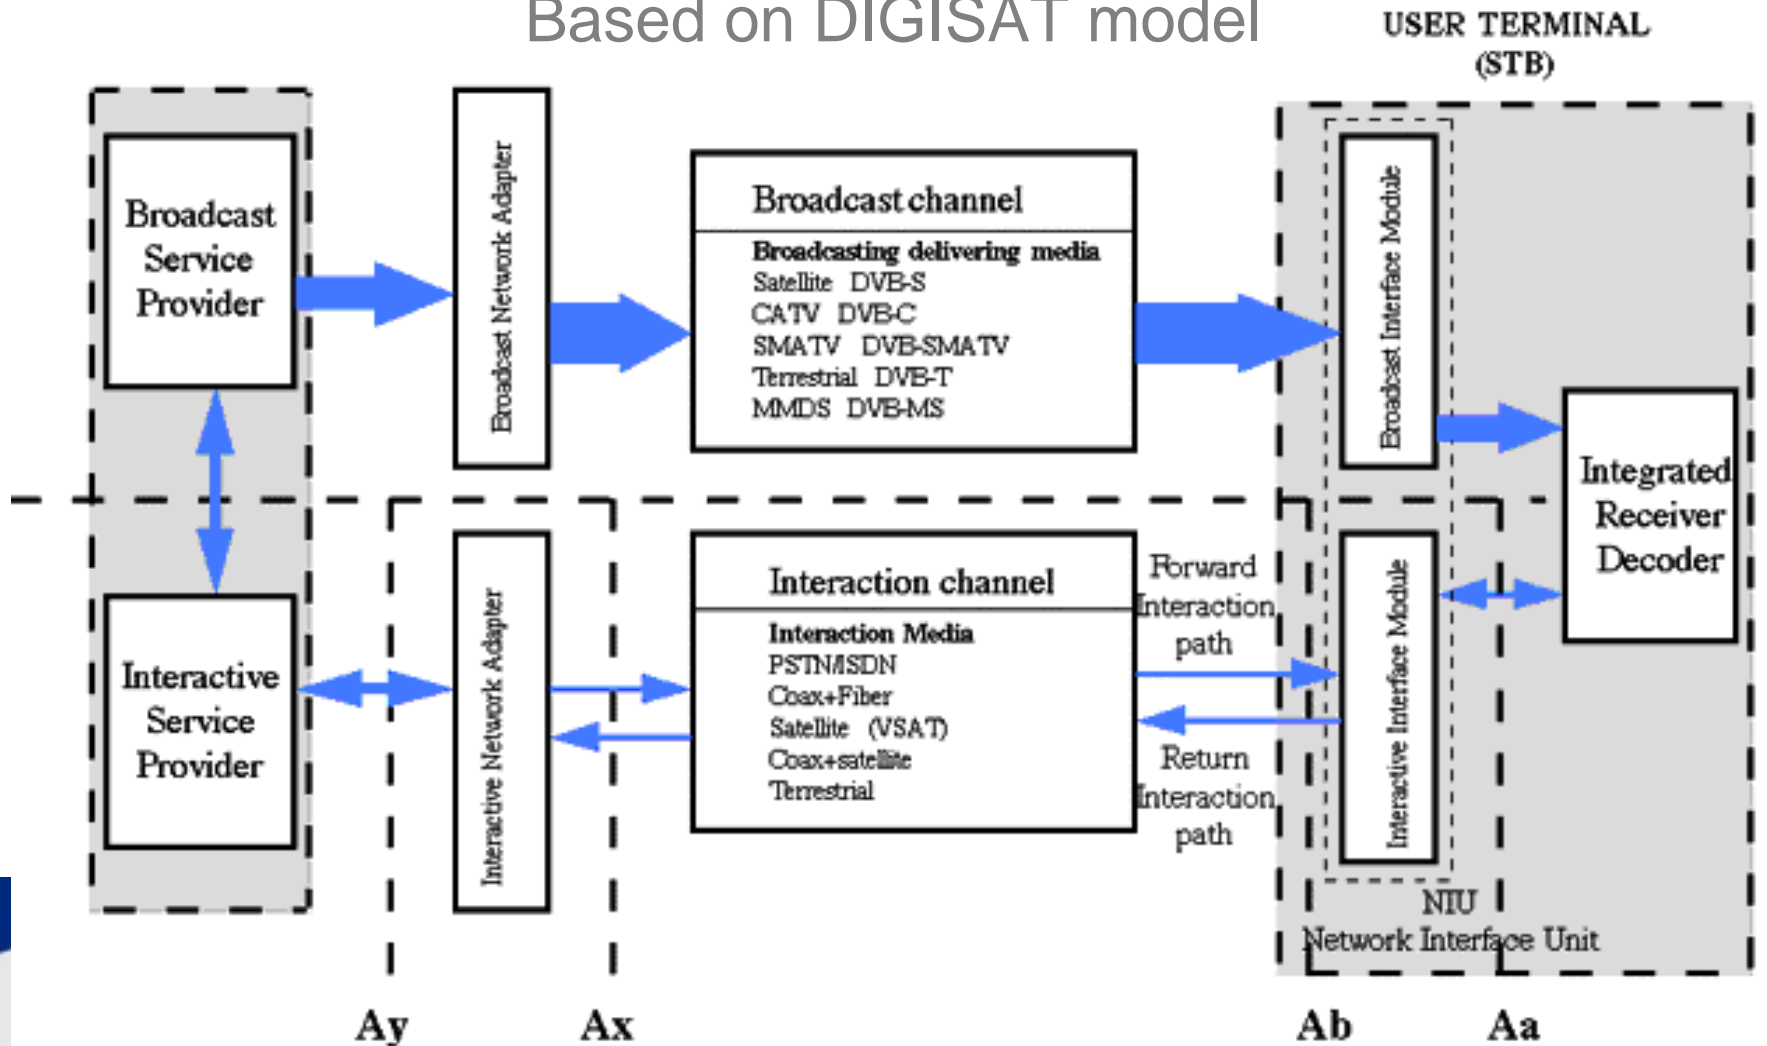 Based on DIGISAT model
USER TERMINAL
(STB)
Broadcast
Service
Provider
Broadcast Network Adapter
Broadcast channel
Broadcasting delivering media
Satellite DVB-S
CATV DVB-C
SMATV DVB-SMATV
Terrestrial DVB-T
MMDS DVB-MS
Broadcast Interface Module
Integrated
Receiver
Decoder
Interactive
Service
Provider
Interactive Network Adapter
Interaction channel
Interaction Media
PSTN/ISDN
Coax+Fiber
Satellite (VSAT)
Coax+satellite
Terrestrial
Forward
Interaction
path
Return
Interaction
path
Interactive Interface Module
NIU
Network Interface Unit
Ay
Ax
Ab
Aa